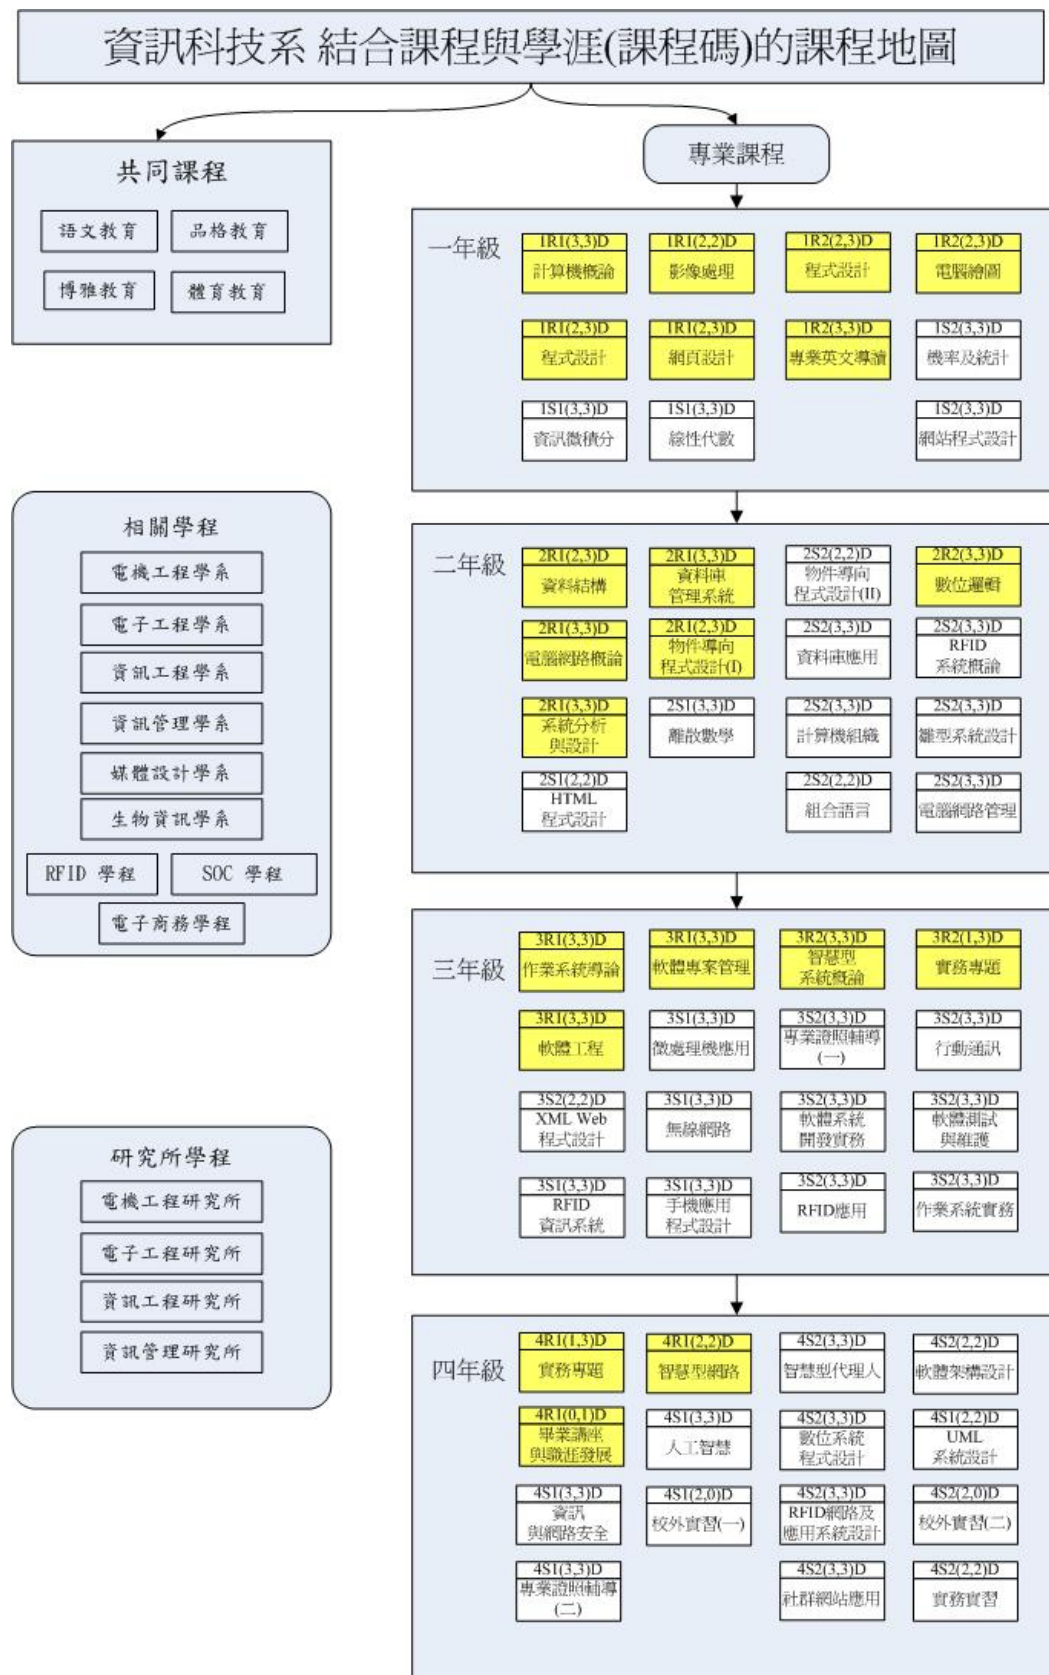 資訊科技系 結合課程與學涯(課程碼)的課程地圖
共同課程
語文教育
品格教育
博雅教育
體育教育
相關學程
電機工程學系
電子工程學系
資訊工程學系
資訊管理學系
媒體設計學系
生物資訊學系
RFID 學程
SOC 學程
電子商務學程
研究所學程
電機工程研究所
電子工程研究所
資訊工程研究所
資訊管理研究所
專業課程
一年級
1R1(3,3)D
計算機概論
1R1(2,2)D
影像處理
1R2(2,3)D
程式設計
1R2(2,3)D
電腦繪圖
1R1(2,3)D
程式設計
1R1(2,3)D
網頁設計
1R2(3,3)D
專業英文導讀
1S2(3,3)D
機率及統計
1S1(3,3)D
資訊微積分
1S1(3,3)D
線性代數
1S2(3,3)D
網站程式設計
二年級
2R1(2,3)D
資料結構
2R1(3,3)D
資料庫
管理系統
2S2(2,2)D
物件導向
程式設計(II)
2R2(3,3)D
數位邏輯
2R1(3,3)D
電腦網路概論
2R1(2,3)D
物件導向
程式設計(I)
2S2(3,3)D
資料庫應用
2S2(3,3)D
RFID
系統概論
2R1(3,3)D
系統分析
與設計
2S1(3,3)D
離散數學
2S2(3,3)D
計算機組織
2S2(3,3)D
雛型系統設計
2S1(2,2)D
HTML
程式設計
2S2(2,2)D
組合語言
2S2(3,3)D
電腦網路管理
三年級
3R1(3,3)D
作業系統導論
3R1(3,3)D
軟體專案管理
3R2(3,3)D
智慧型
系統概論
3R2(1,3)D
實務專題
3R1(3,3)D
軟體工程
3S1(3,3)D
微處理機應用
3S2(3,3)D
專業證照輔導
(一)
3S2(3,3)D
行動通訊
3S2(2,2)D
XML Web
程式設計
3S1(3,3)D
無線網路
3S2(3,3)D
軟體系統
開發實務
3S2(3,3)D
軟體測試
與維護
3S1(3,3)D
RFID
資訊系統
3S1(3,3)D
手機應用
程式設計
3S2(3,3)D
RFID應用
3S2(3,3)D
作業系統實務
四年級
4R1(1,3)D
實務專題
4R1(2,2)D
智慧型網路
4S2(3,3)D
智慧型代理人
4S2(2,2)D
軟體架構設計
4R1(0,1)D
畢業講座
與職涯發展
4S1(3,3)D
人工智慧
4S2(3,3)D
數位系統
程式設計
4S1(2,2)D
UML
系統設計
4S1(3,3)D
資訊
與網路安全
4S1(2,0)D
校外實習(一)
4S2(3,3)D
RFID網路及
應用系統設計
4S2(2,0)D
校外實習(二)
4S1(3,3)D
專業證照輔導
(二)
4S2(3,3)D
社群網站應用
4S2(2,2)D
實務實習